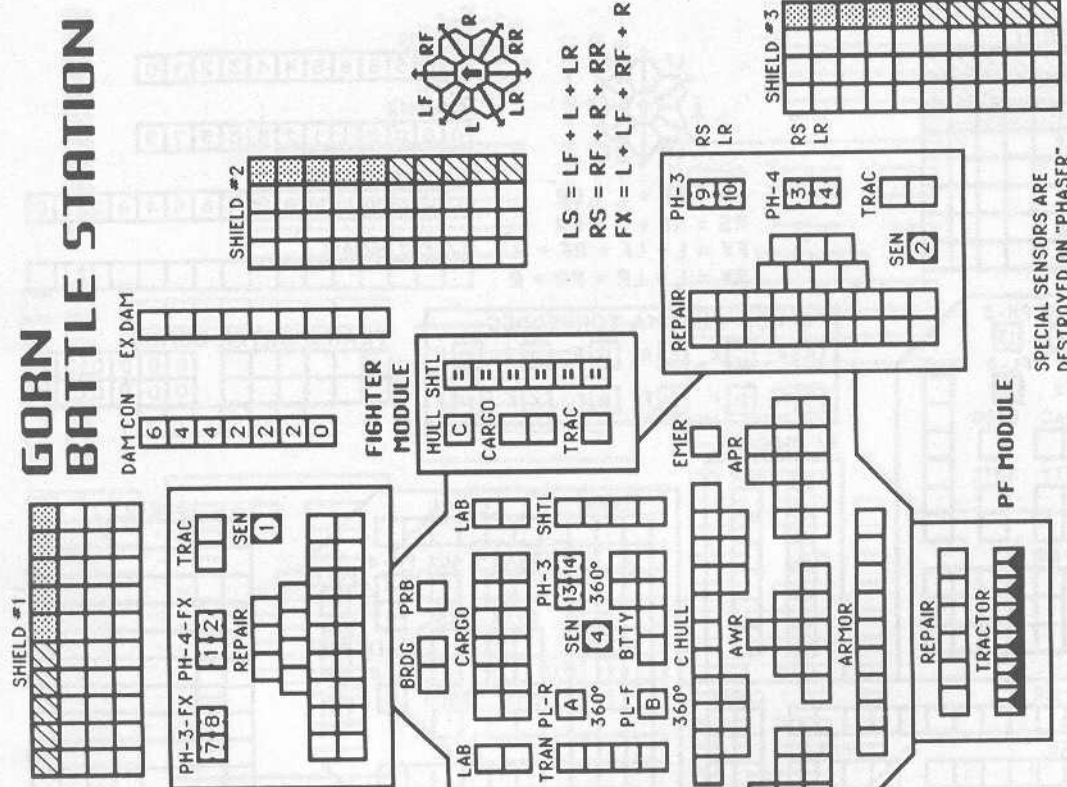 GORN
BATTLE STATION
SHIELD #1
DAM CON
6
4
4
2
2
2
0
EX DAM
SHIELD #2
RF
R
RR
LR
L
LF
LS = LF + L + LR
RS = RF + R + RR
FX = L + LF + RF + R
SHIELD #3
PH-3-FX
7 8
PH-4-FX
1 2
TRAC
REPAIR
SEN
1
FIGHTER
MODULE
HULL SHTL
C
CARGO
TRAC
PH-3
9
10
RS
LR
PH-4
3
4
RS
LR
TRAC
REPAIR
SEN
2
LAB
BRDG
PRB
LAB
CARGO
TRAN
PL-R
A
360°
SEN
4
PH-3
13 14
360°
SHTL
PL-F
B
360°
BTTY
C HULL
EMER
AWR
APR
ARMOR
REPAIR
TRACTOR
PF MODULE
SPECIAL SENSORS ARE
DESTROYED ON "PHASER"